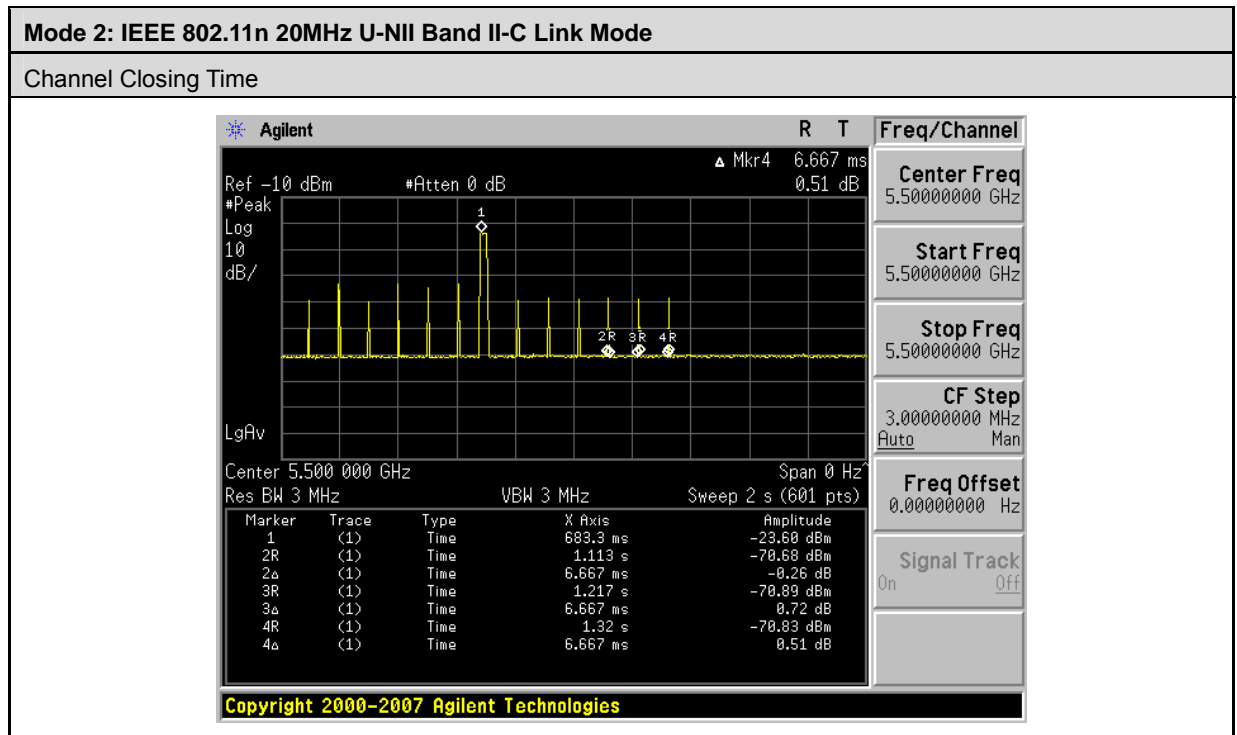 Mode 2: IEEE 802.11n 20MHz U-NII Band II-C Link Mode
Channel Closing Time
Agilent R T
Δ Mkr4 6.667 ms
Ref -10 dBm #Atten 0 dB 0.51 dB
#Peak
Log
10
dB/
1
2R 3R 4R
LgAv
Center 5.500 000 GHz Span 0 Hz^
Res BW 3 MHz VBW 3 MHz Sweep 2 s (601 pts)
Marker Trace Type X Axis Amplitude
1 (1) Time 683.3 ms -23.60 dBm
2R (1) Time 1.113 s -70.68 dBm
2Δ (1) Time 6.667 ms -0.26 dB
3R (1) Time 1.217 s -70.89 dBm
3Δ (1) Time 6.667 ms 0.72 dB
4R (1) Time 1.32 s -70.83 dBm
4Δ (1) Time 6.667 ms 0.51 dB
Freq/Channel
Center Freq
5.50000000 GHz
Start Freq
5.50000000 GHz
Stop Freq
5.50000000 GHz
CF Step
3.00000000 MHz
Auto Man
Freq Offset
0.00000000 Hz
Signal Track
On Off
Copyright 2000-2007 Agilent Technologies